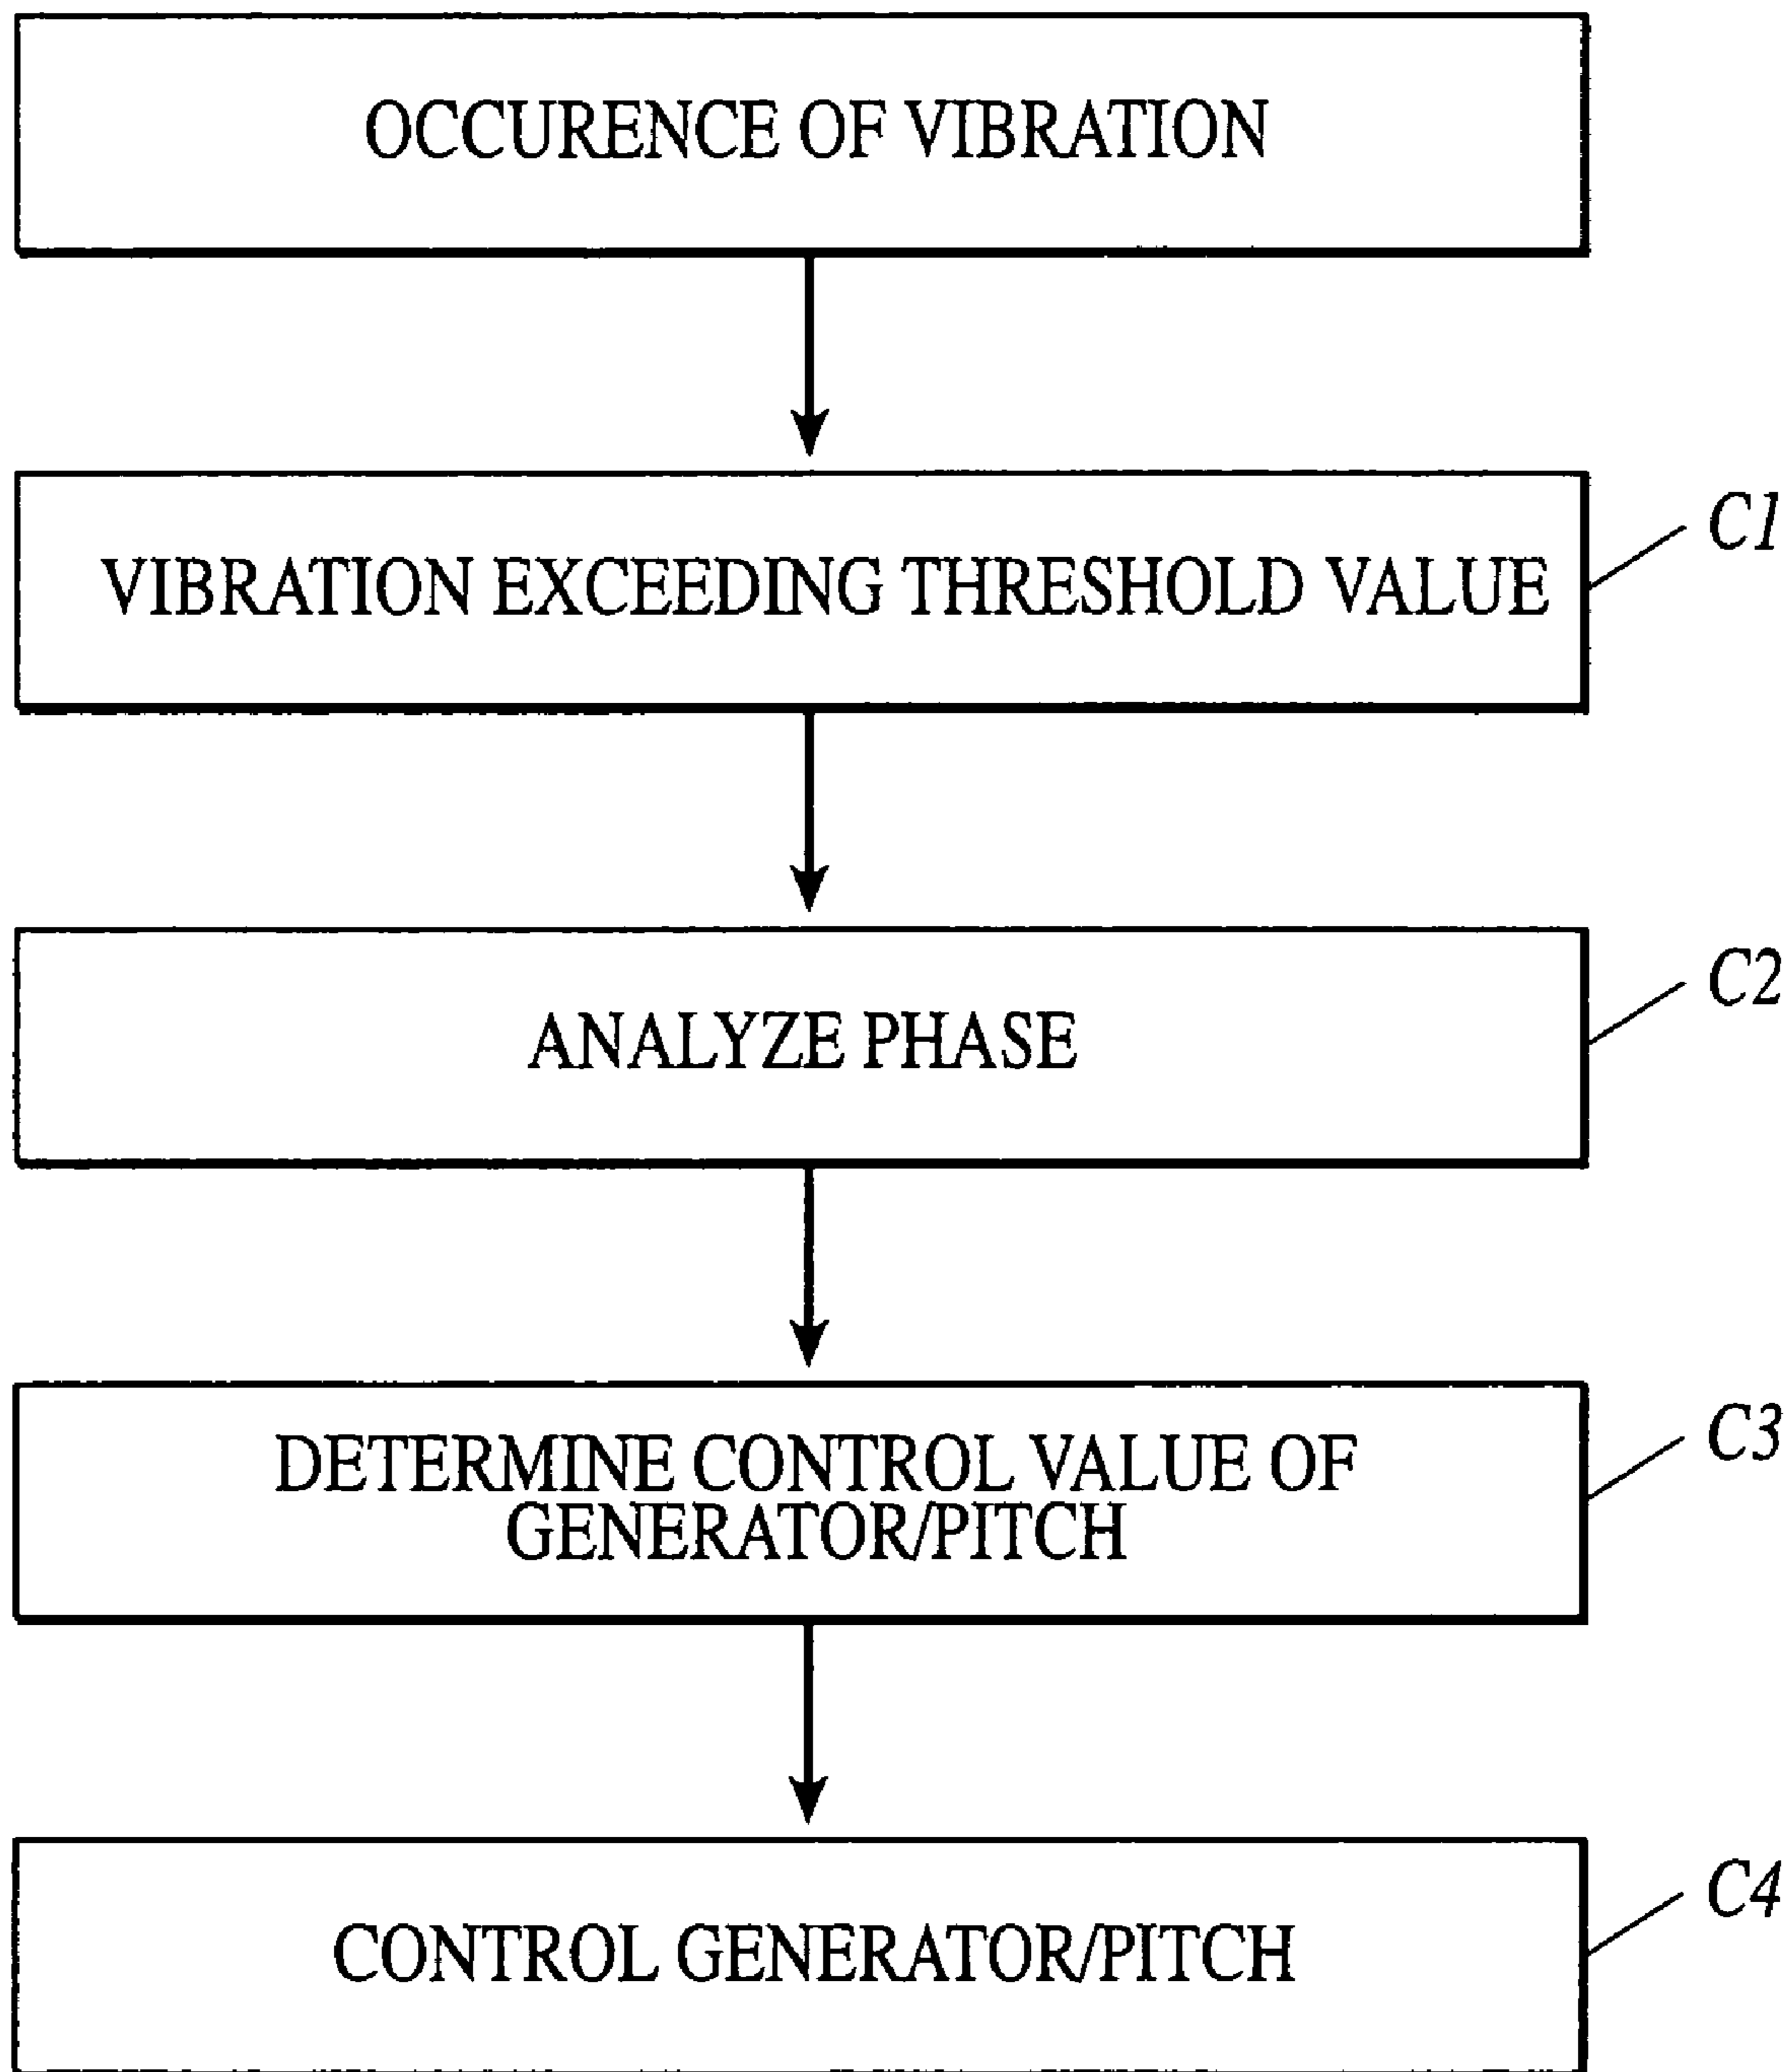 OCCURENCE OF VIBRATION
VIBRATION EXCEEDING THRESHOLD VALUE
C1
ANALYZE PHASE
C2
DETERMINE CONTROL VALUE OF
GENERATOR/PITCH
C3
CONTROL GENERATOR/PITCH
C4